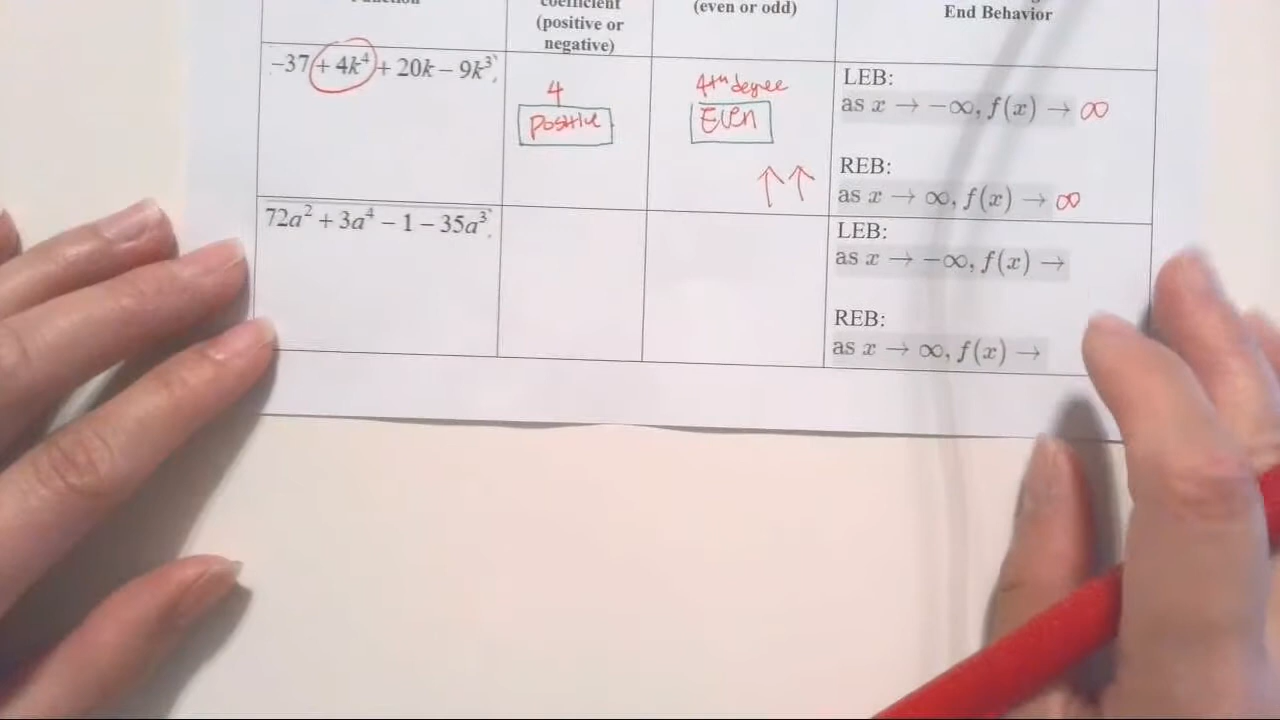 coefficient
(positive or
negative)
(even or odd)
End Behavior
-37 + 4k⁴ + 20k - 9k³
4
Positive
4th degree
Even
↑↑
LEB:
as x → -∞, f(x) → ∞
REB:
as x → ∞, f(x) → ∞
72a² + 3a⁴ - 1 - 35a³
LEB:
as x → -∞, f(x) →
REB:
as x → ∞, f(x) →